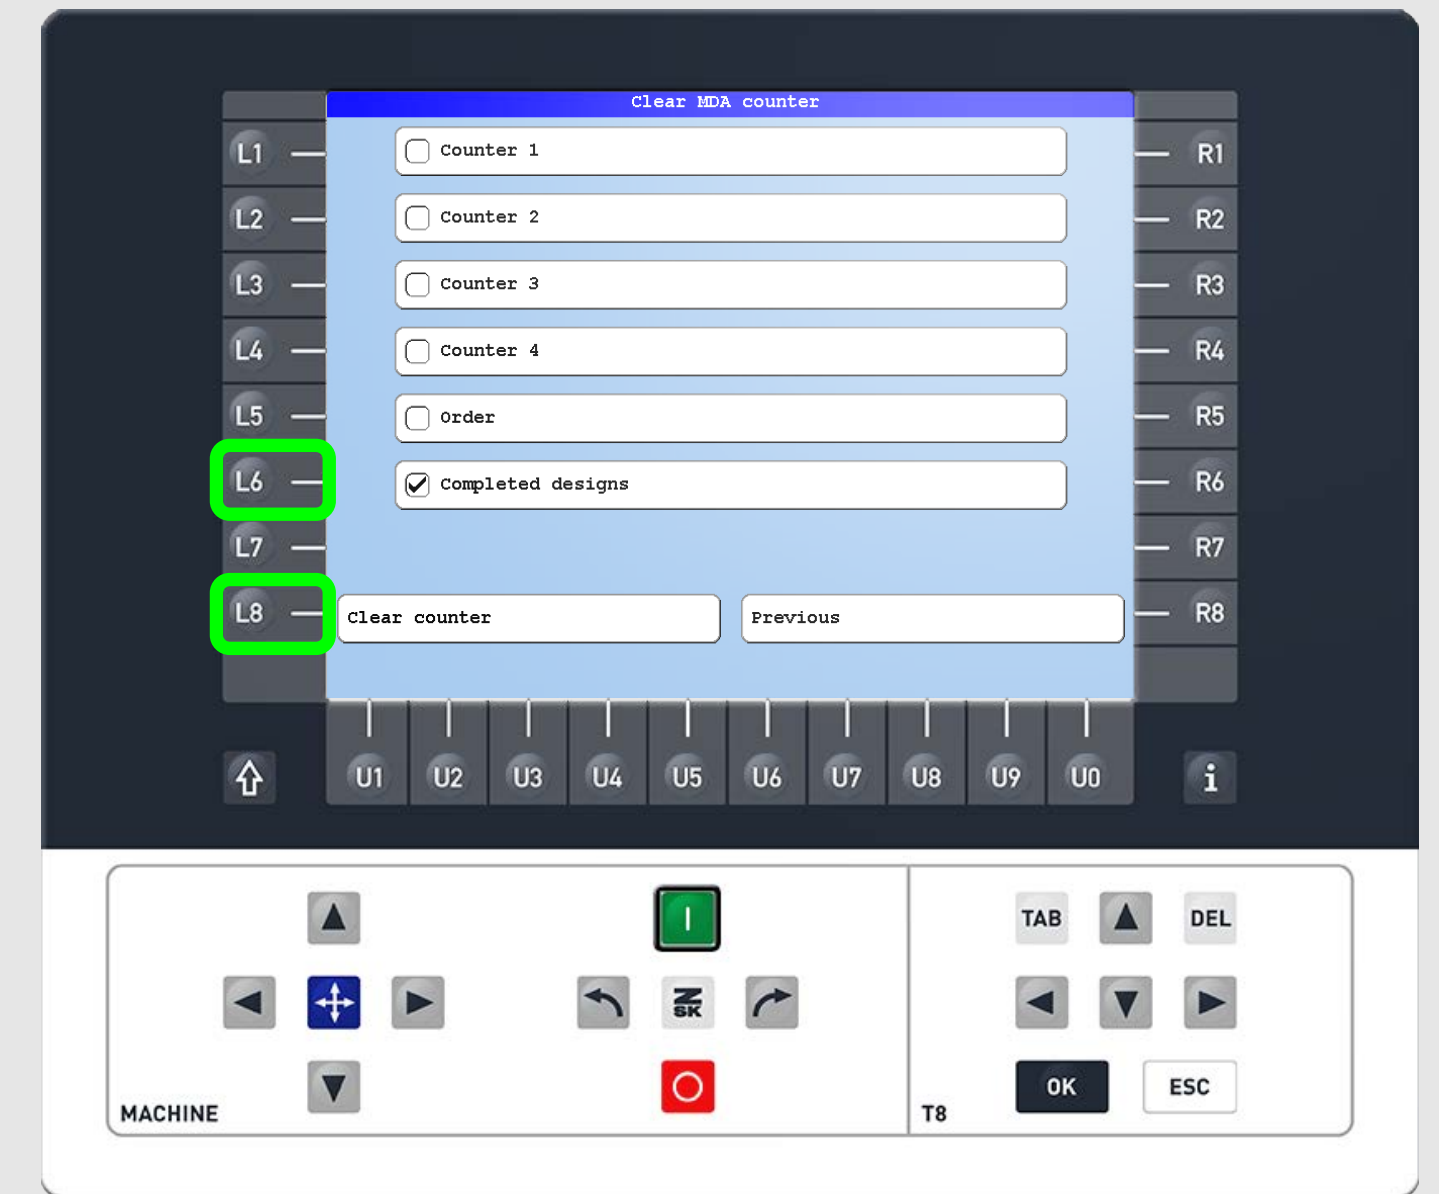 Clear MDA counter
L1
Counter 1
R1
L2
Counter 2
R2
L3
Counter 3
R3
L4
Counter 4
R4
L5
Order
R5
L6
Completed designs
R6
L7
R7
L8
Clear counter
Previous
R8
U1 U2 U3 U4 U5 U6 U7 U8 U9 U0
i
I
TAB
DEL
ZSK
OK
ESC
MACHINE
T8